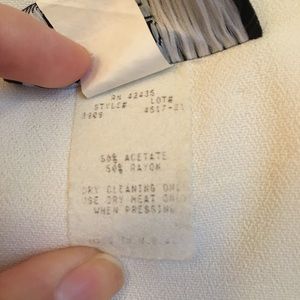 RN 42435
STYLE# LOT#
50% ACETATE
50% RAYON
DRY CLEANING ONLY
USE DRY HEAT ONLY
WHEN PRESSING